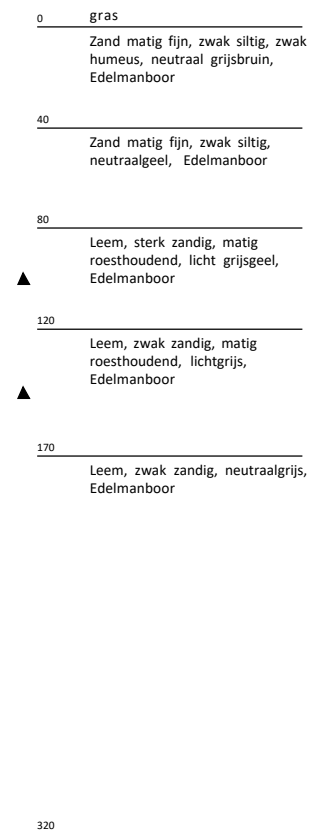 0 gras
Zand matig fijn, zwak siltig, zwak
humeus, neutraal grijsbruin,
Edelmanboor
40
Zand matig fijn, zwak siltig,
neutraalgeel, Edelmanboor
80
Leem, sterk zandig, matig
roesthoudend, licht grijsgeel,
Edelmanboor
120
Leem, zwak zandig, matig
roesthoudend, lichtgrijs,
Edelmanboor
170
Leem, zwak zandig, neutraalgrijs,
Edelmanboor
320